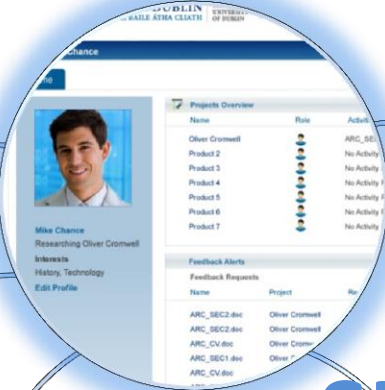 DUBLIN
BAILE ÁTHA CLIATH
OF DUBLIN
Chance
Projects Overview
Name Role
Oliver Cromwell
Product 2 No Activity
Product 3 No Activity
Product 4 No Activity
Product 5 No Activity
Product 6 No Activity
Product 7 No Activity
Mike Chance
Researching Oliver Cromwell
Interests
History, Technology
Edit Profile
Feedback Alerts
Feedback Requests
Name Project
ARC_SEC2.doc Oliver Cromwell
ARC_SEC2.doc Oliver Cromwell
ARC_CV.doc
ARC_SEC1.doc Oliver
ARC_CV.doc